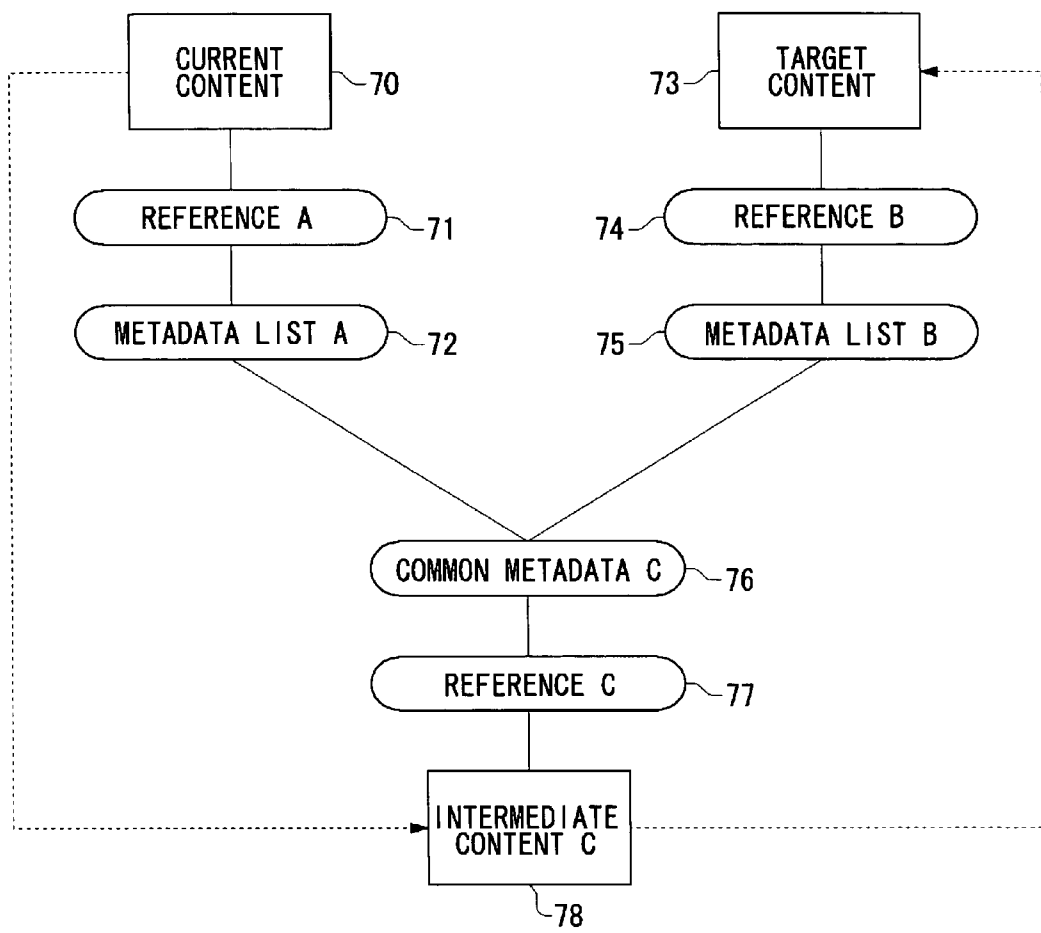 CURRENT
CONTENT
70
73
TARGET
CONTENT
REFERENCE A
71
74
REFERENCE B
METADATA LIST A
72
75
METADATA LIST B
COMMON METADATA C
76
REFERENCE C
77
INTERMEDIATE
CONTENT C
78